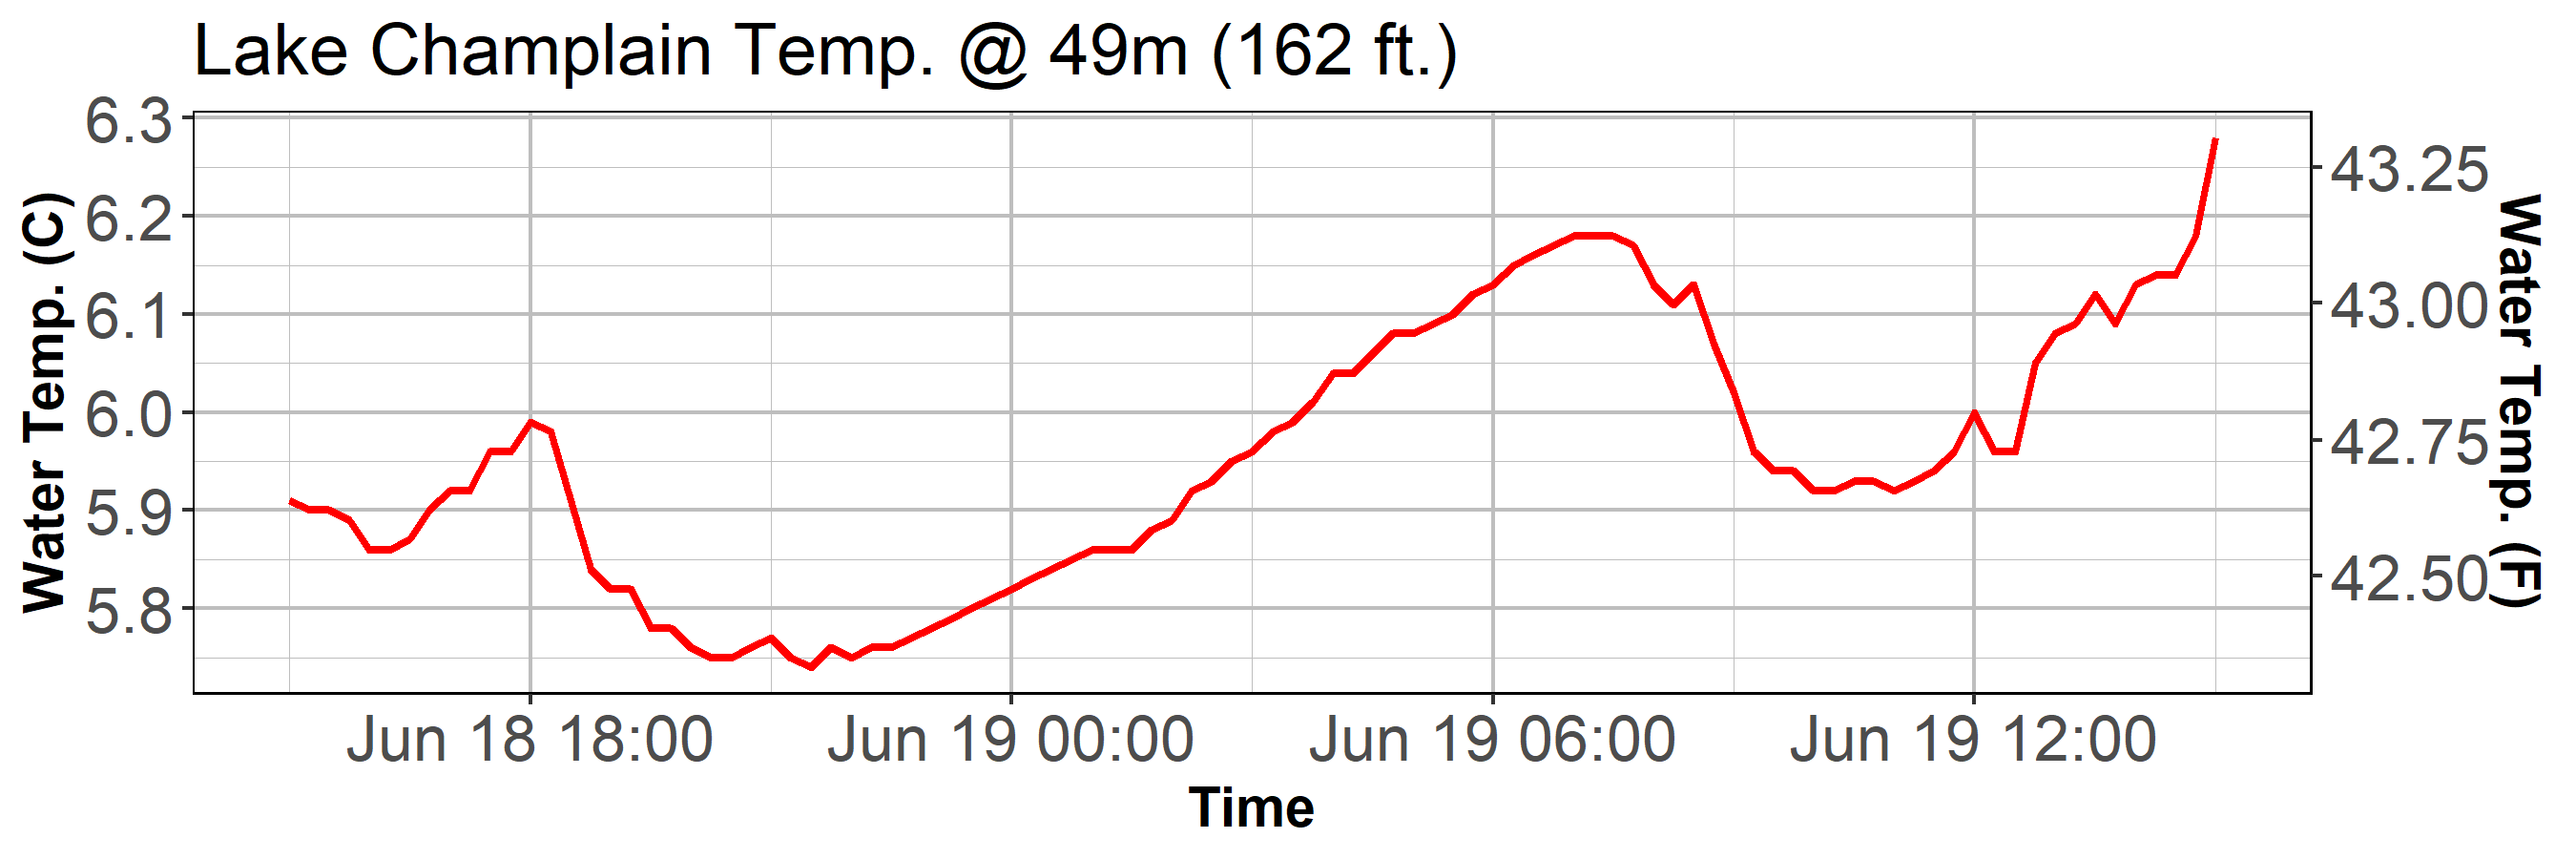 Lake Champlain Temp. @ 49m (162 ft.)
Water Temp. (C)
6.3
6.2
6.1
6.0
5.9
5.8
43.25
43.00
42.75
42.50
Water Temp. (F)
Jun 18 18:00
Jun 19 00:00
Jun 19 06:00
Jun 19 12:00
Time